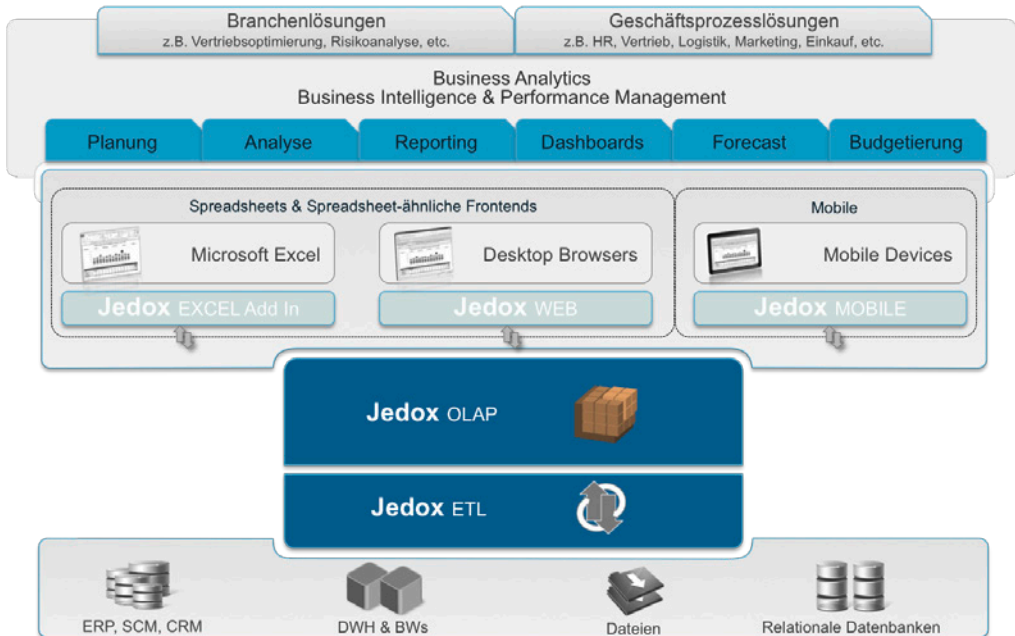 Branchenlösungen
z.B. Vertriebsoptimierung, Risikoanalyse, etc.
Geschäftsprozesslösungen
z.B. HR, Vertrieb, Logistik, Marketing, Einkauf, etc.
Business Analytics
Business Intelligence & Performance Management
Planung
Analyse
Reporting
Dashboards
Forecast
Budgetierung
Spreadsheets & Spreadsheet-ähnliche Frontends
Mobile
Microsoft Excel
Desktop Browsers
Mobile Devices
Jedox EXCEL Add In
Jedox WEB
Jedox MOBILE
Jedox OLAP
Jedox ETL
ERP, SCM, CRM
DWH & BWs
Dateien
Relationale Datenbanken